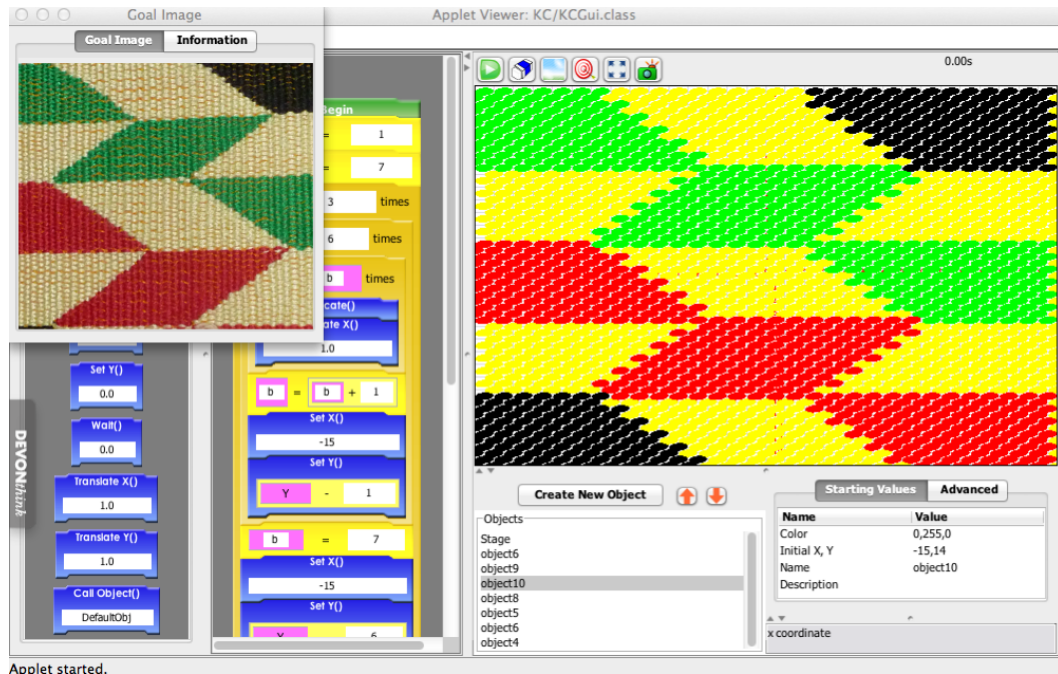 Goal Image
Applet Viewer: KC/KCGui.class
Goal Image Information
0.00s
Begin
= 1
= 7
3 times
6 times
b times
1.0
b = b + 1
Set X()
-15
Set Y()
Y - 1
b = 7
Set X()
-15
Set Y()
6
Set Y()
0.0
Wait()
0.0
Translate X()
1.0
Translate Y()
1.0
Call Object()
DefaultObj
DEVONthink
Create New Object
Objects
Stage
object6
object9
object10
object8
object5
object6
object4
Starting Values Advanced
Name Value
Color 0,255,0
Initial X, Y -15,14
Name object10
Description
x coordinate
Applet started.